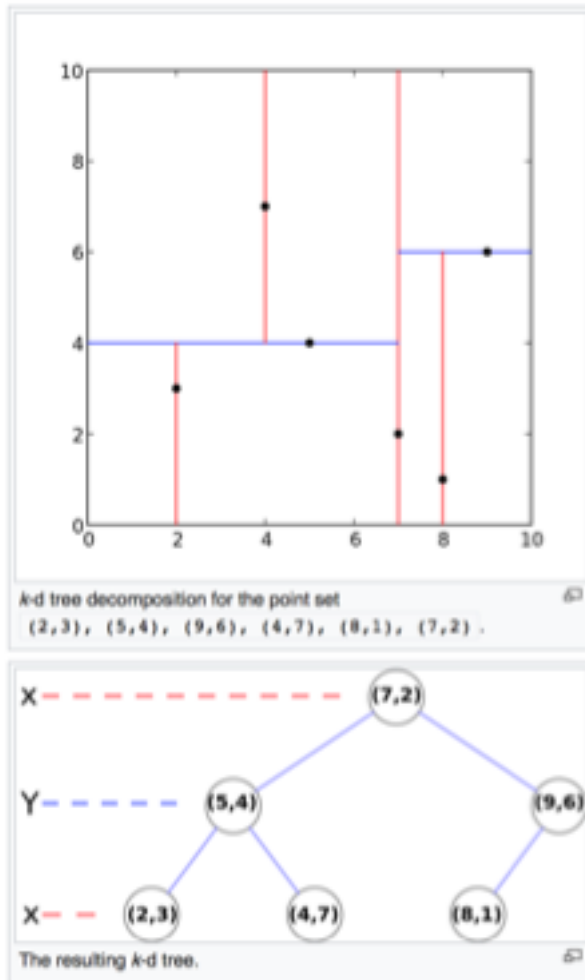 10
8
6
4
2
0
0 2 4 6 8 10
k-d tree decomposition for the point set
(2,3), (5,4), (9,6), (4,7), (8,1), (7,2) .
X (7,2)
Y (5,4) (9,6)
X (2,3) (4,7) (8,1)
The resulting k-d tree.